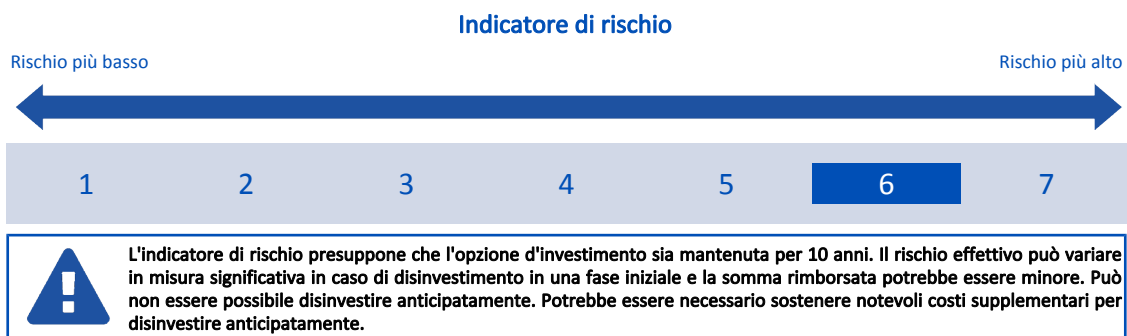 Indicatore di rischio
Rischio più basso
Rischio più alto
1 2 3 4 5 6 7
L'indicatore di rischio presuppone che l'opzione d'investimento sia mantenuta per 10 anni. Il rischio effettivo può variare
in misura significativa in caso di disinvestimento in una fase iniziale e la somma rimborsata potrebbe essere minore. Può
non essere possibile disinvestire anticipatamente. Potrebbe essere necessario sostenere notevoli costi supplementari per
disinvestire anticipatamente.